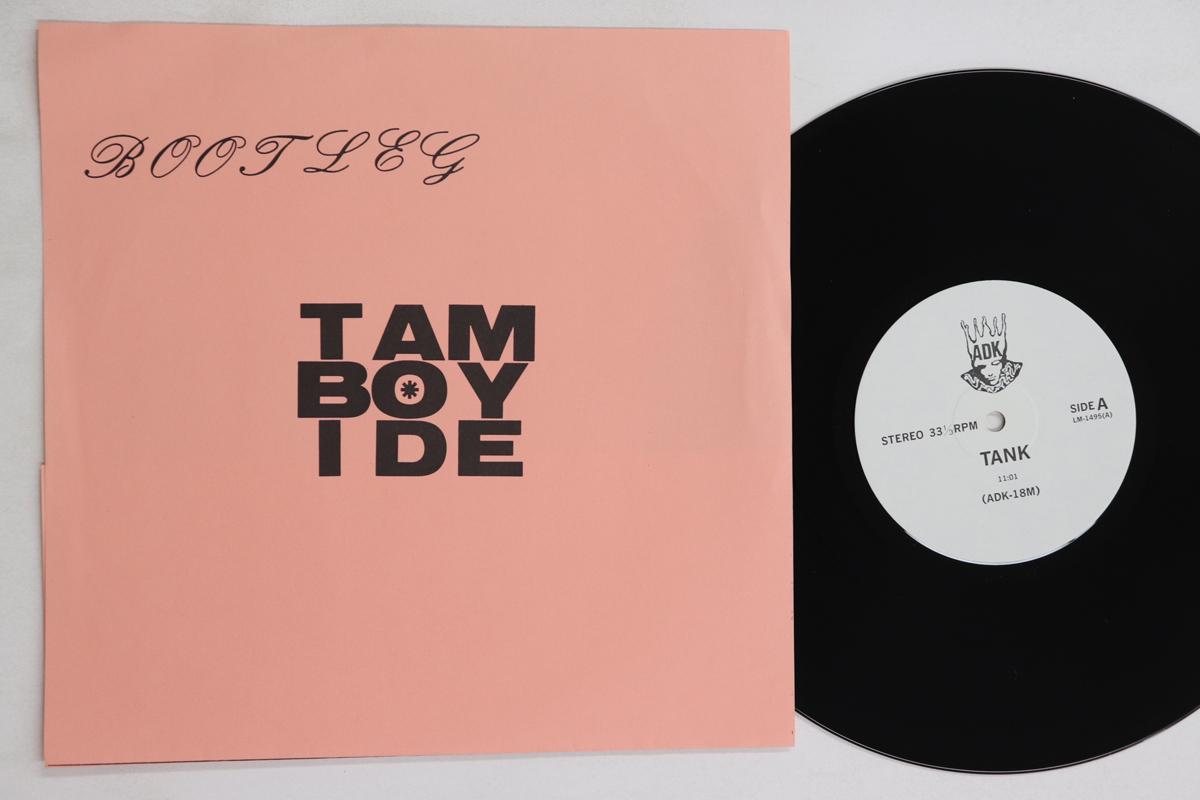 BOOTLEG
TAM
BOY
IDE
ADK
STEREO 33⅓RPM
SIDE A
LM-1495(A)
TANK
11:01
(ADK-18M)